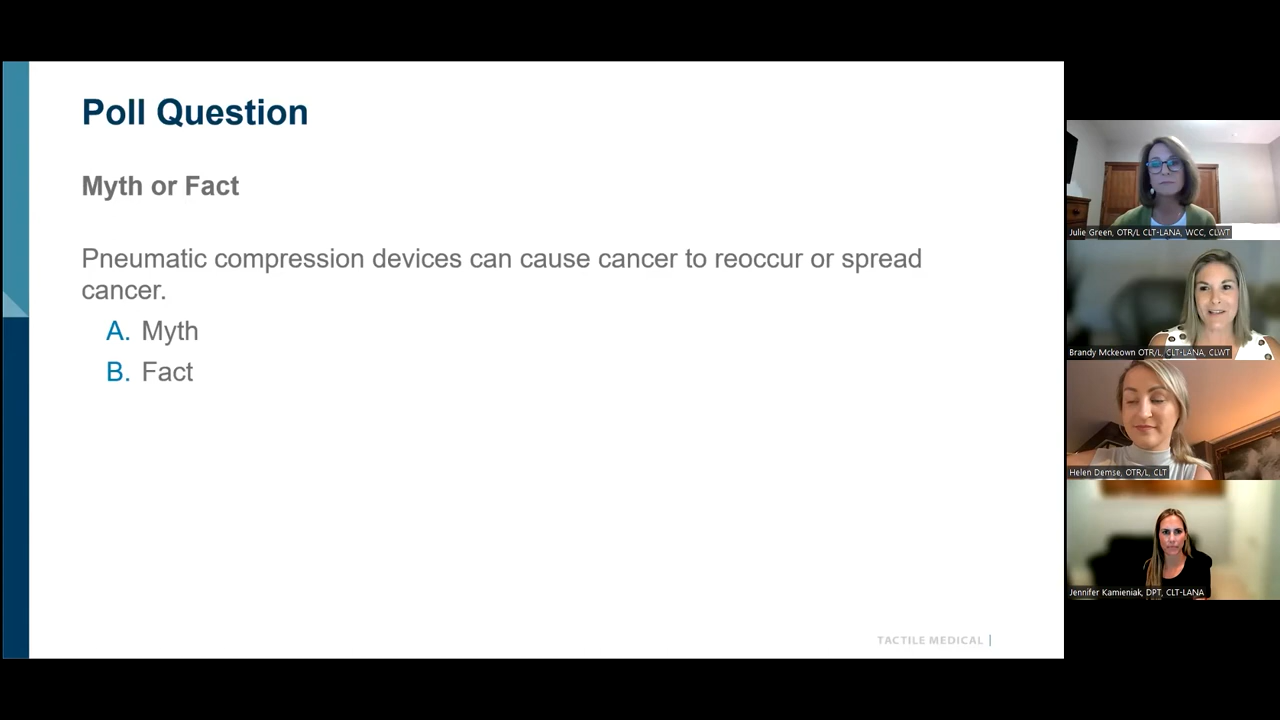 Poll Question
Myth or Fact
Pneumatic compression devices can cause cancer to reoccur or spread
cancer.
A. Myth
B. Fact
TACTILE MEDICAL |
Julie Green, OTR/L CLT-LANA, WCC, CLWT
Brandy Mckeown OTR/L, CLT-LANA, CLWT
Helen Demse, OTR/L, CLT
Jennifer Kamieniak, DPT, CLT-LANA